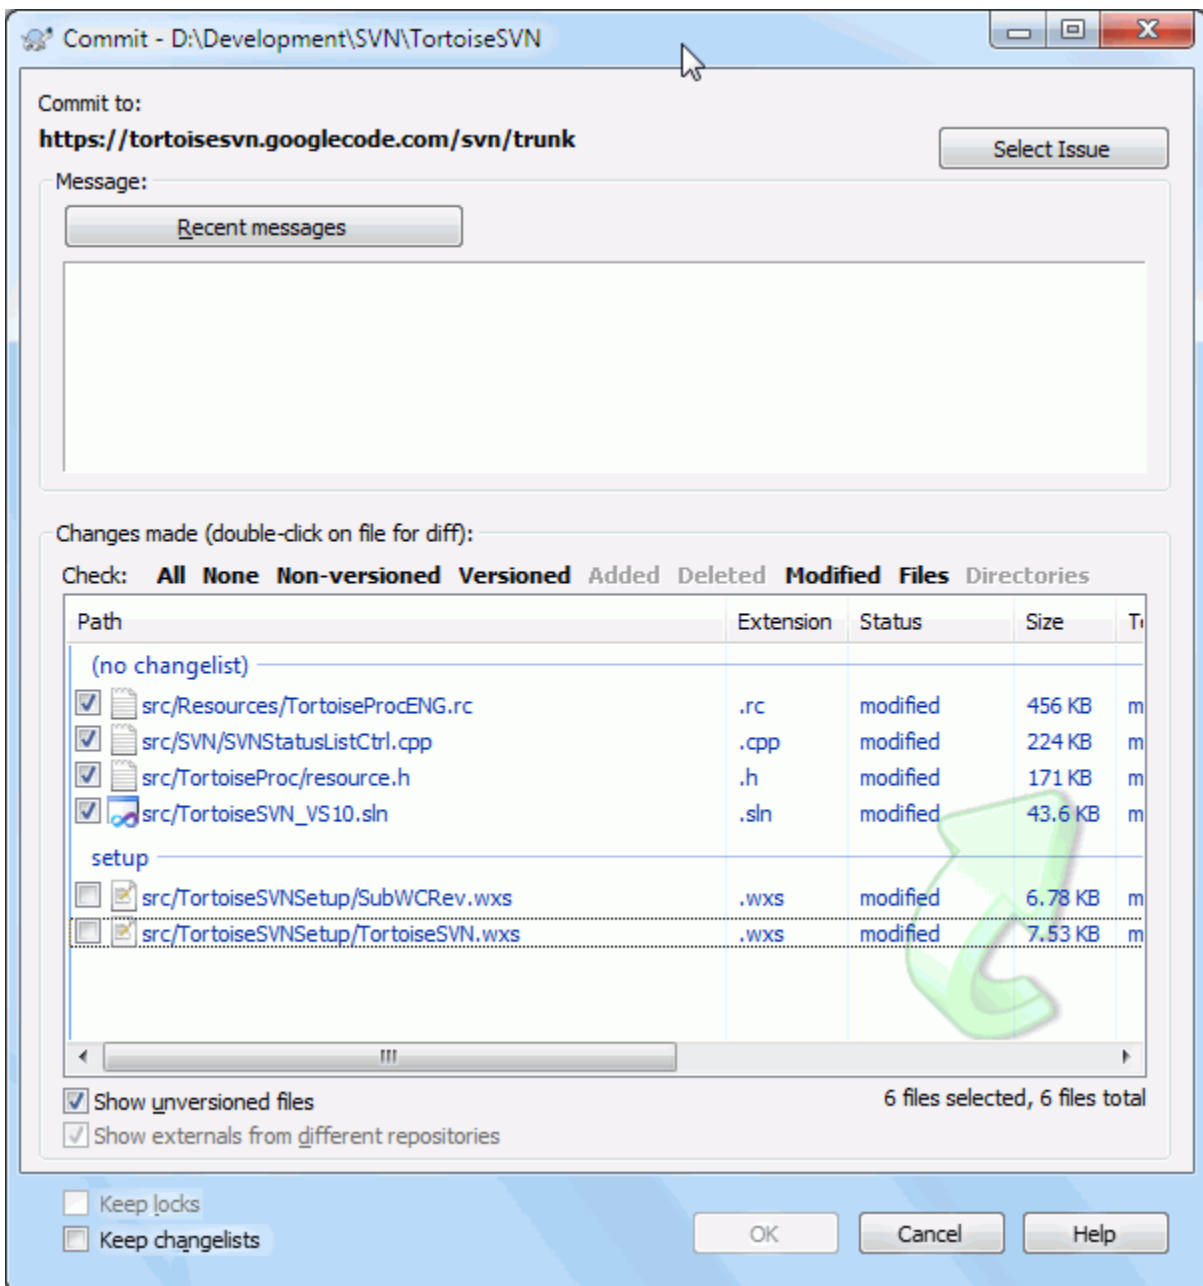 Commit - D:\Development\SVN\TortoiseSVN
Commit to:
https://tortoisesvn.googlecode.com/svn/trunk
Select Issue
Message:
Recent messages
Changes made (double-click on file for diff):
Check: All None Non-versioned Versioned Added Deleted Modified Files Directories
Path Extension Status Size
(no changelist)
src/Resources/TortoiseProcENG.rc .rc modified 456 KB m
src/SVN/SVNStatusListCtrl.cpp .cpp modified 224 KB m
src/TortoiseProc/resource.h .h modified 171 KB m
src/TortoiseSVN_VS10.sln .sln modified 43.6 KB m
setup
src/TortoiseSVNSetup/SubWCRev.wxs .wxs modified 6.78 KB m
src/TortoiseSVNSetup/TortoiseSVN.wxs .wxs modified 7.53 KB m
Show unversioned files 6 files selected, 6 files total
Show externals from different repositories
Keep locks
Keep changelists
OK Cancel Help